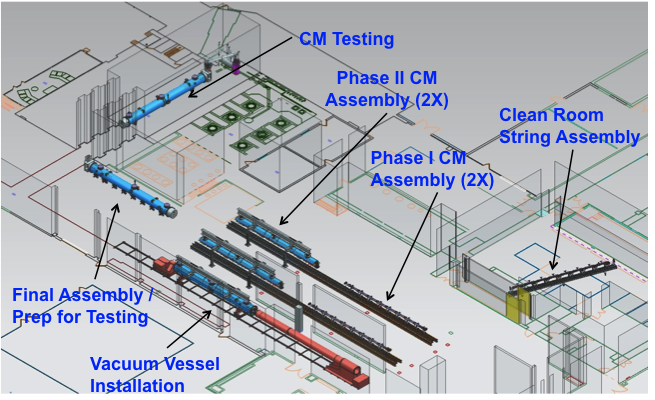 CM Testing
Phase II CM
Assembly (2X)
Clean Room
String Assembly
Phase I CM
Assembly (2X)
Final Assembly /
Prep for Testing
Vacuum Vessel
Installation